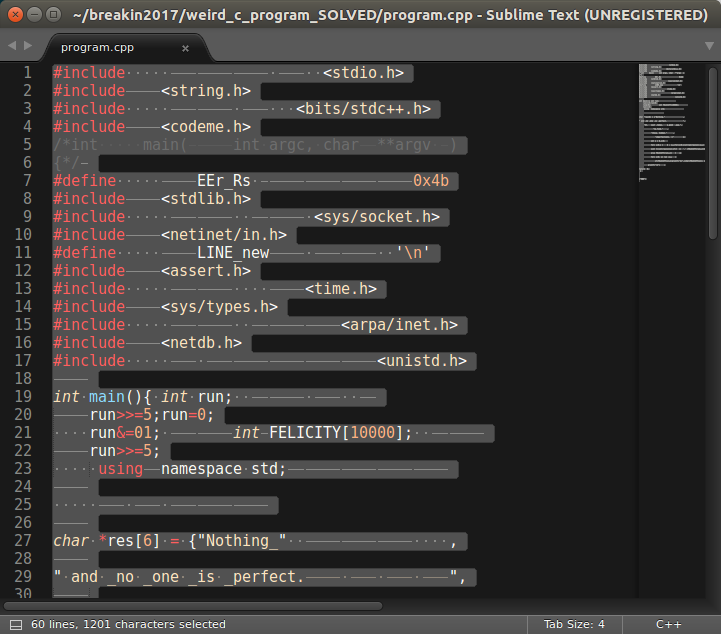 ~/breakin2017/weird_c_program_SOLVED/program.cpp - Sublime Text (UNREGISTERED)
program.cpp ×
1 #include <stdio.h>
2 #include <string.h>
3 #include <bits/stdc++.h>
4 #include <codeme.h>
5 /*int main( int argc, char **argv )
6 {*/
7 #define EEr_Rs 0x4b
8 #include <stdlib.h>
9 #include <sys/socket.h>
10 #include <netinet/in.h>
11 #define LINE_new '\n'
12 #include <assert.h>
13 #include <time.h>
14 #include <sys/types.h>
15 #include <arpa/inet.h>
16 #include <netdb.h>
17 #include <unistd.h>
18
19 int main(){ int run;
20 run>>=5;run=0;
21 run&=01; int FELICITY[10000];
22 run>>=5;
23 using namespace std;
24
25
26
27 char *res[6] = {"Nothing_" ,
28
29 " and _no _one _is _perfect. ",
30
60 lines, 1201 characters selected Tab Size: 4 C++